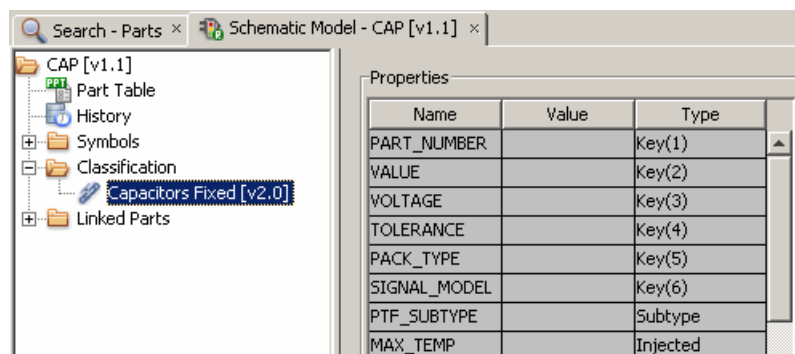 Search - Parts × Schematic Model - CAP [v1.1] ×
CAP [v1.1]
PPT Part Table
History
Symbols
Classification
Capacitors Fixed [v2.0]
Linked Parts
Properties
Name Value Type
PART_NUMBER Key(1)
VALUE Key(2)
VOLTAGE Key(3)
TOLERANCE Key(4)
PACK_TYPE Key(5)
SIGNAL_MODEL Key(6)
PTF_SUBTYPE Subtype
MAX_TEMP Injected